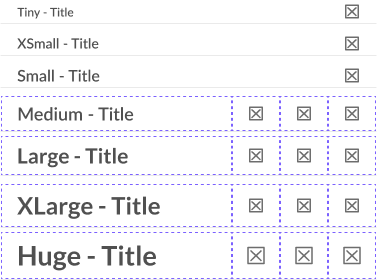 Tiny - Title
XSmall - Title
Small - Title
Medium - Title
Large - Title
XLarge - Title
Huge - Title